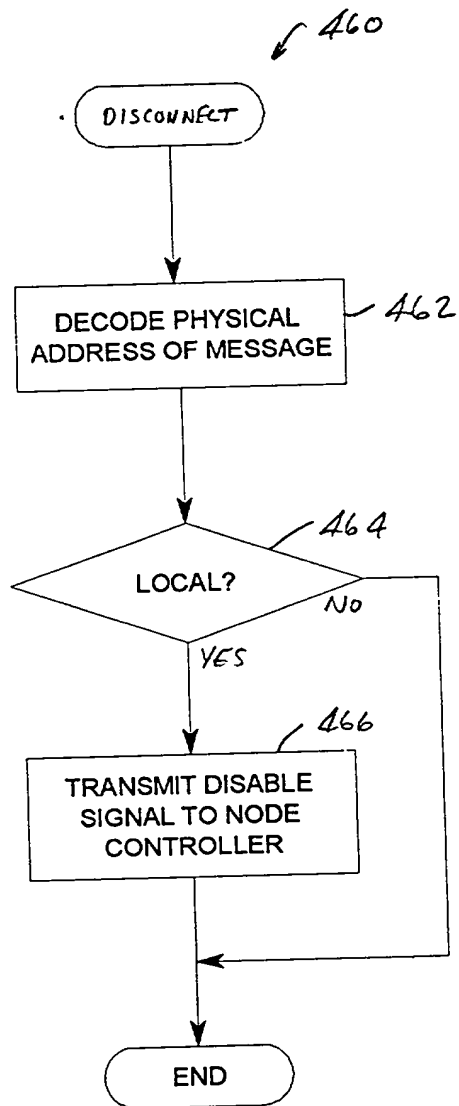 460
DISCONNECT
DECODE PHYSICAL
ADDRESS OF MESSAGE
462
464
LOCAL?
NO
YES
466
TRANSMIT DISABLE
SIGNAL TO NODE
CONTROLLER
END